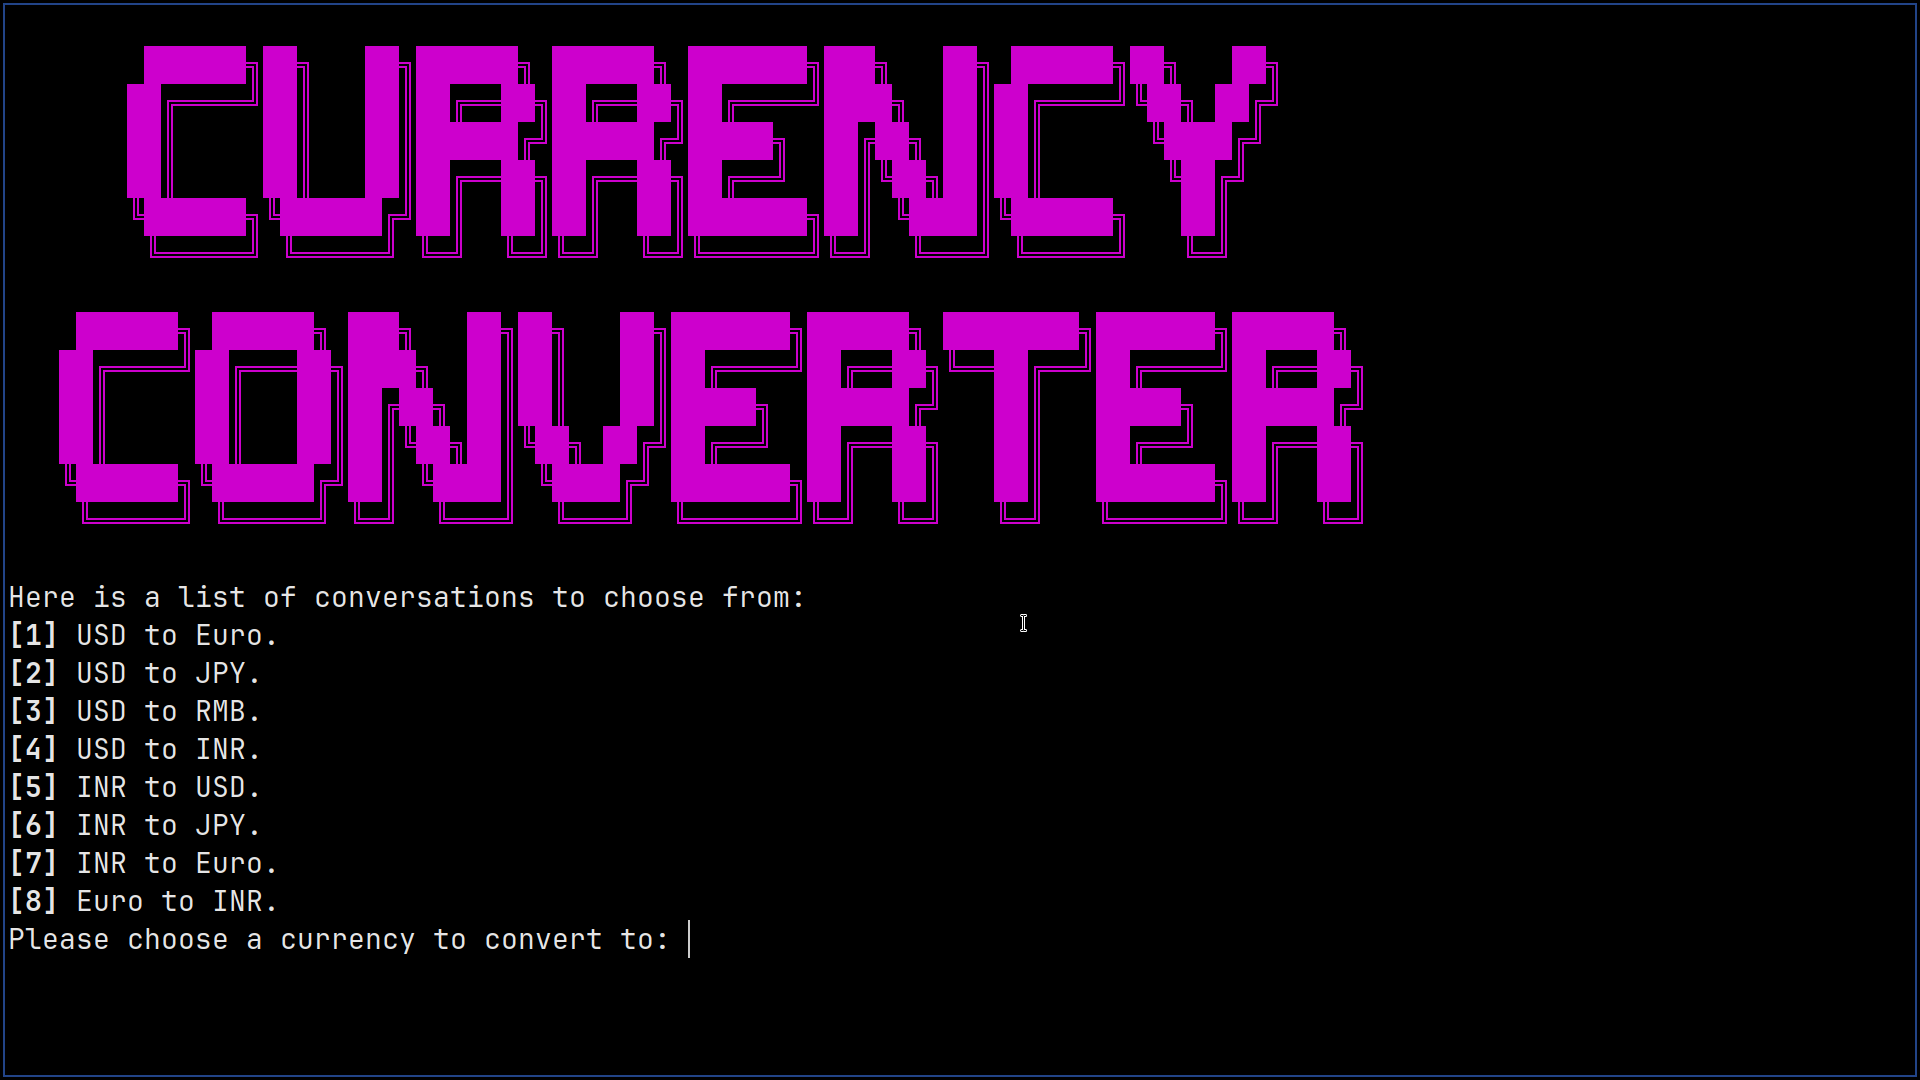 CURRENCY
CONVERTER
Here is a list of conversations to choose from:
[1] USD to Euro.
[2] USD to JPY.
[3] USD to RMB.
[4] USD to INR.
[5] INR to USD.
[6] INR to JPY.
[7] INR to Euro.
[8] Euro to INR.
Please choose a currency to convert to: